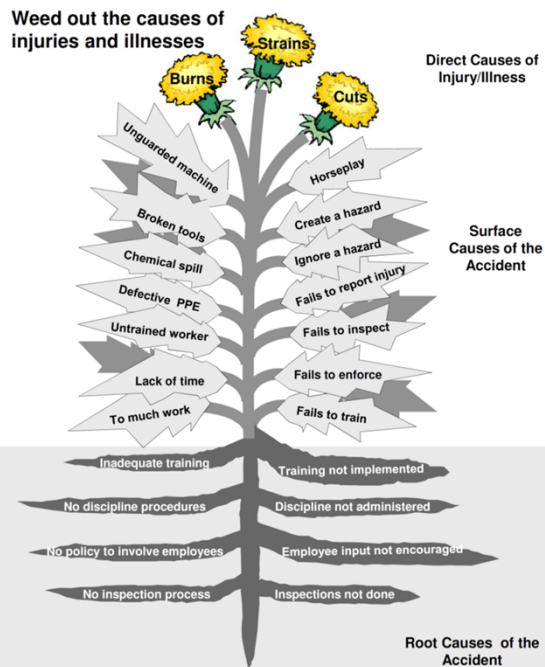 Weed out the causes of
injuries and illnesses
Strains
Burns
Cuts
Direct Causes of
Injury/Illness
Unguarded machine
Horseplay
Broken tools
Create a hazard
Surface
Causes of the
Accident
Chemical spill
Ignore a hazard
Defective PPE
Fails to report injury
Untrained worker
Fails to inspect
Lack of time
Fails to enforce
To much work
Fails to train
Inadequate training
Training not implemented
No discipline procedures
Discipline not administered
No policy to involve employees
Employee input not encouraged
No inspection process
Inspections not done
Root Causes of the
Accident